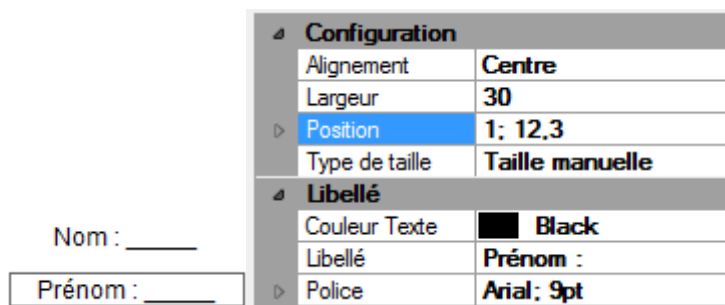 Configuration
Alignement Centre
Largeur 30
Position 1; 12,3
Type de taille Taille manuelle
Libellé
Couleur Texte Black
Libellé Prénom :
Police Arial; 9pt
Nom : _____
Prénom : _____